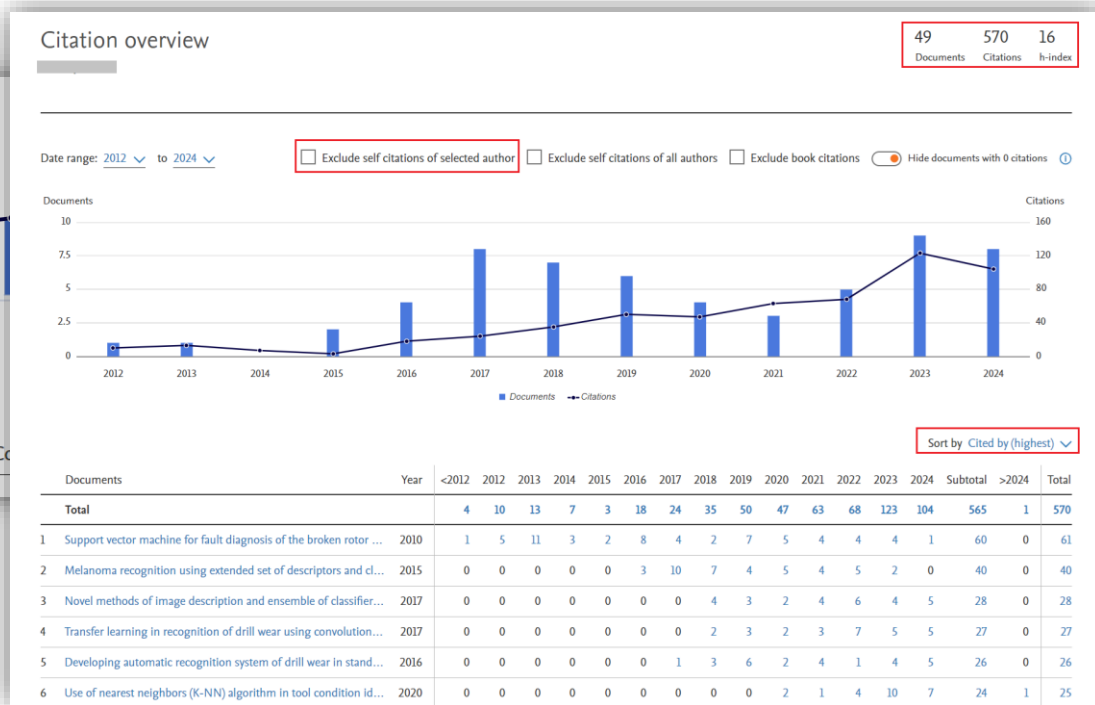 Citation overview
49 570 16
Documents Citations h-index
Date range: 2012 to 2024 Exclude self citations of selected author Exclude self citations of all authors Exclude book citations Hide documents with 0 citations
Documents Citations
10 160
7.5 120
5 80
2.5 40
0 0
2012 2013 2014 2015 2016 2017 2018 2019 2020 2021 2022 2023 2024
Documents Citations
Sort by Cited by (highest)
Documents Year <2012 2012 2013 2014 2015 2016 2017 2018 2019 2020 2021 2022 2023 2024 Subtotal >2024 Total
Total 4 10 13 7 3 18 24 35 50 47 63 68 123 104 565 1 570
1 Support vector machine for fault diagnosis of the broken rotor ... 2010 1 5 11 3 2 8 4 2 7 5 4 4 4 1 60 0 61
2 Melanoma recognition using extended set of descriptors and cl... 2015 0 0 0 0 0 3 10 7 4 5 4 5 2 0 40 0 40
3 Novel methods of image description and ensemble of classifier... 2017 0 0 0 0 0 0 0 4 3 2 4 6 4 5 28 0 28
4 Transfer learning in recognition of drill wear using convolution... 2017 0 0 0 0 0 0 0 2 3 2 3 7 5 5 27 0 27
5 Developing automatic recognition system of drill wear in stand... 2016 0 0 0 0 0 0 1 3 6 2 4 1 4 5 26 0 26
6 Use of nearest neighbors (K-NN) algorithm in tool condition id... 2020 0 0 0 0 0 0 0 0 0 2 1 4 10 7 24 1 25